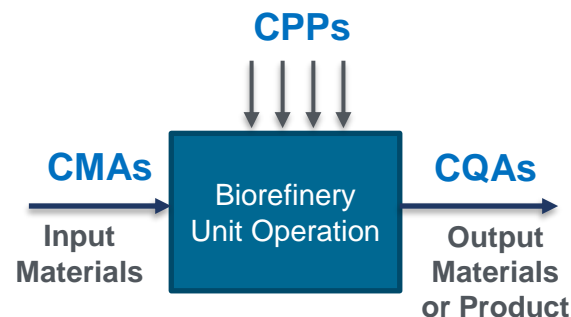 CPPs
CMAs
Input
Materials
Biorefinery
Unit Operation
CQAs
Output
Materials
or Product